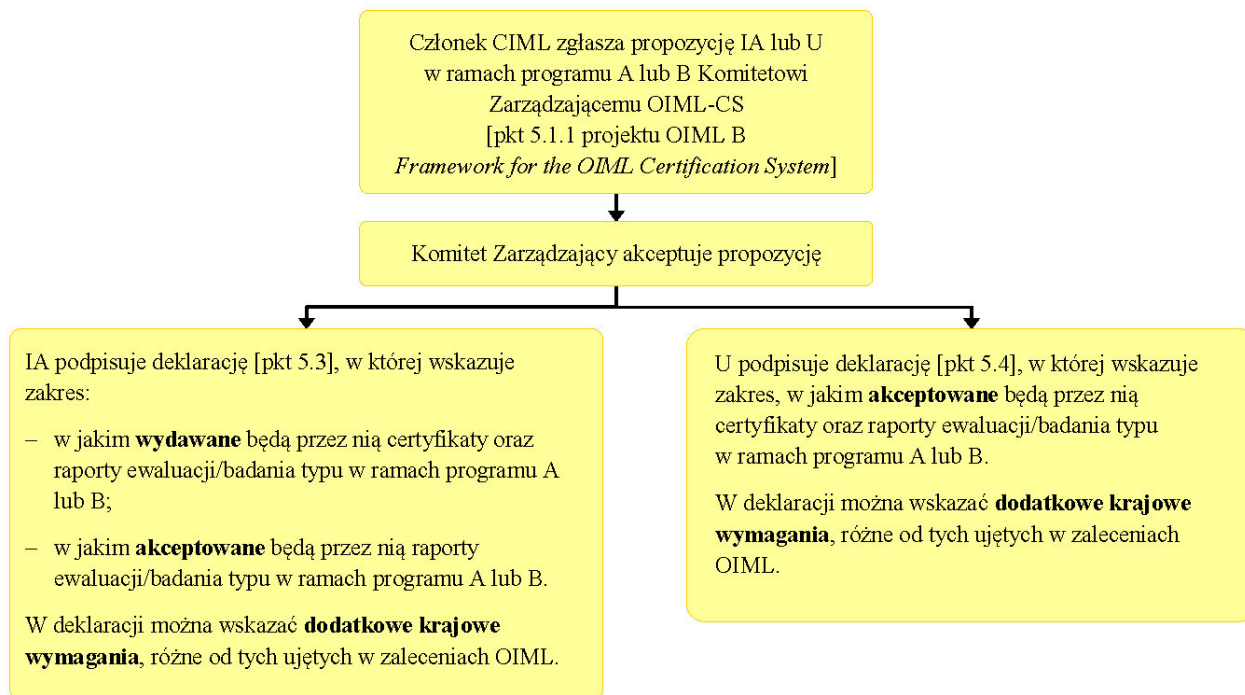 Członek CIML zgłasza propozycję IA lub U
w ramach programu A lub B Komitetowi
Zarządzającemu OIML-CS
[pkt 5.1.1 projektu OIML B
Framework for the OIML Certification System]
Komitet Zarządzający akceptuje propozycję
IA podpisuje deklarację [pkt 5.3], w której wskazuje
zakres:
– w jakim wydawane będą przez nią certyfikaty oraz
raporty ewaluacji/badania typu w ramach programu A
lub B;
– w jakim akceptowane będą przez nią raporty
ewaluacji/badania typu w ramach programu A lub B.
W deklaracji można wskazać dodatkowe krajowe
wymagania, różne od tych ujętych w zaleceniach OIML.
U podpisuje deklarację [pkt 5.4], w której wskazuje
zakres, w jakim akceptowane będą przez nią
certyfikaty oraz raporty ewaluacji/badania typu
w ramach programu A lub B.
W deklaracji można wskazać dodatkowe krajowe
wymagania, różne od tych ujętych w zaleceniach
OIML.